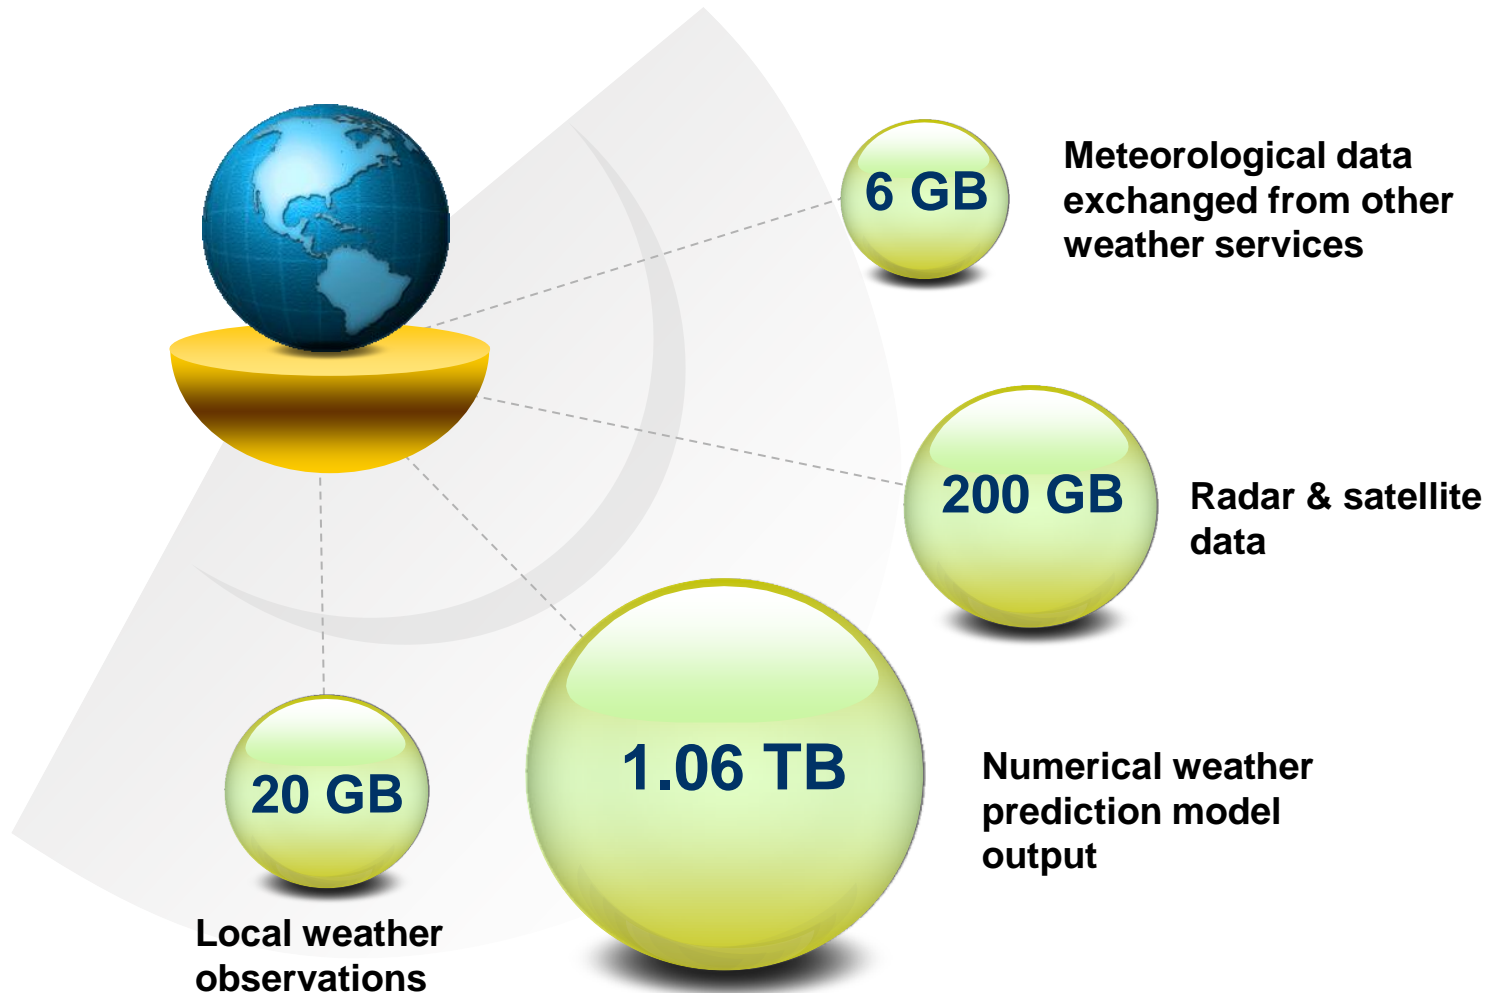 6 GB
Meteorological data
exchanged from other
weather services
200 GB
Radar & satellite
data
1.06 TB
Numerical weather
prediction model
output
20 GB
Local weather
observations